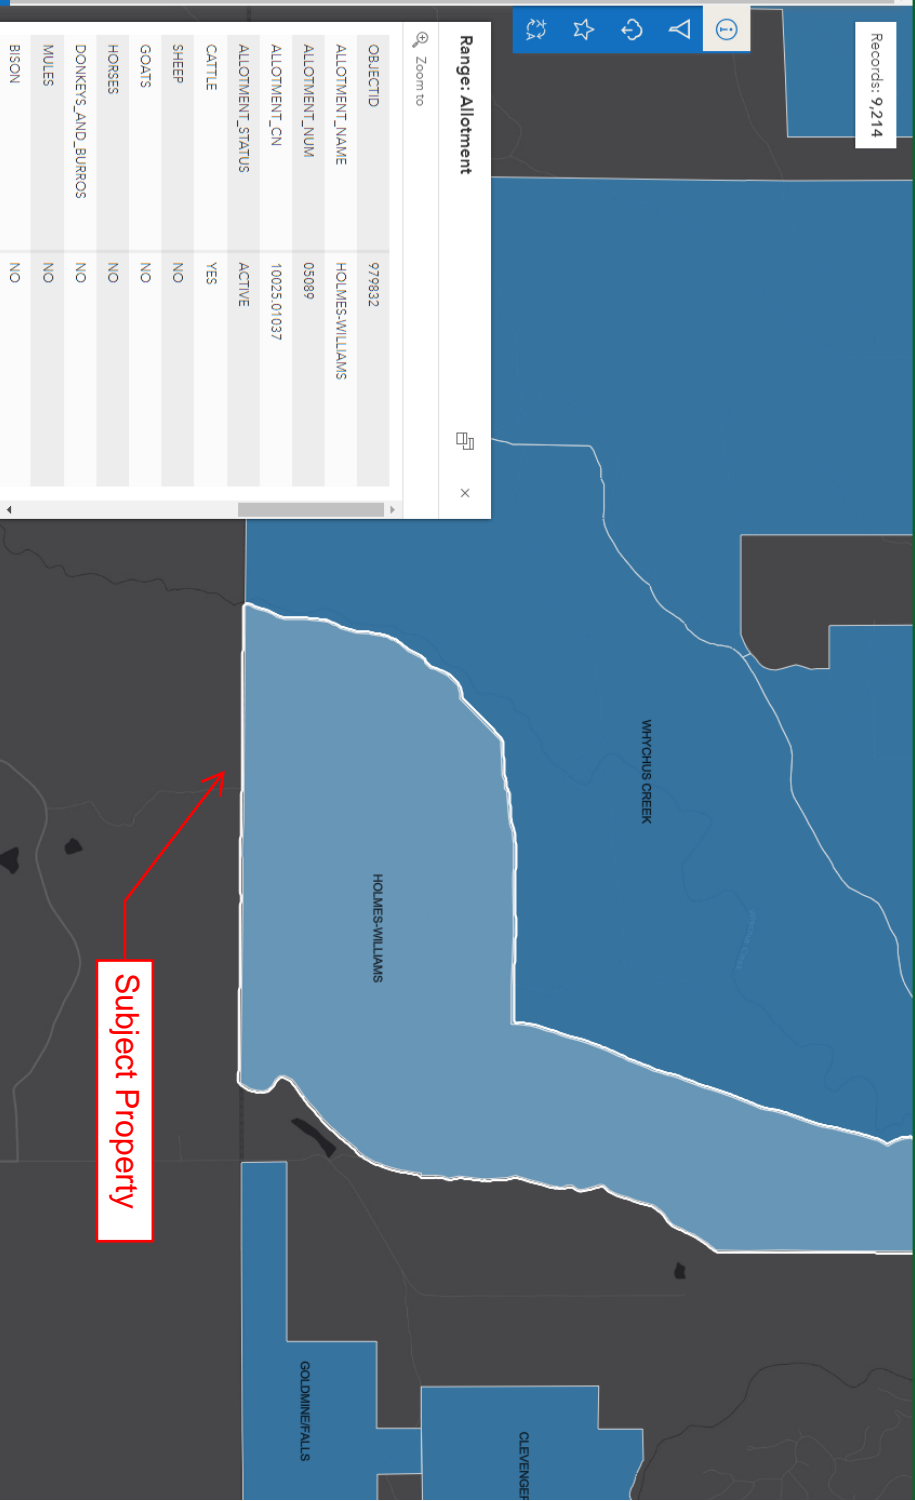 Records: 9,214
Range: Allotment
Zoom to
OBJECTID 979832
ALLOTMENT_NAME HOLMES-WILLIAMS
ALLOTMENT_NUM 05089
ALLOTMENT_CN 10025.01037
ALLOTMENT_STATUS ACTIVE
CATTLE YES
SHEEP NO
GOATS NO
HORSES NO
DONKEYS_AND_BURROS NO
MULES NO
BISON NO
WHYCHUS CREEK
HOLMES-WILLIAMS
Subject Property
GOLDMINE/FALLS
CLEVENGER